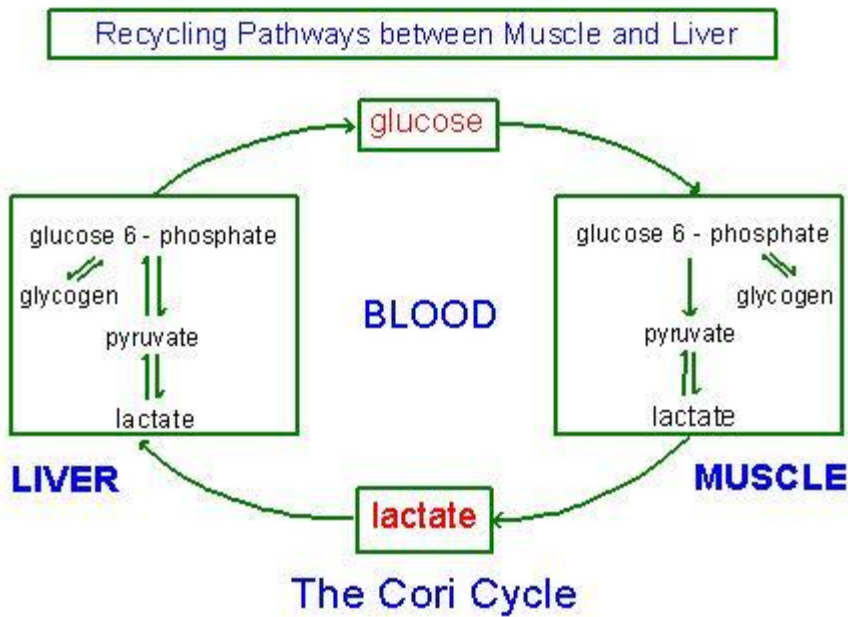 Recycling Pathways between Muscle and Liver
glucose
glucose 6 - phosphate
glycogen
pyruvate
lactate
LIVER
BLOOD
glucose 6 - phosphate
glycogen
pyruvate
lactate
MUSCLE
lactate
The Cori Cycle